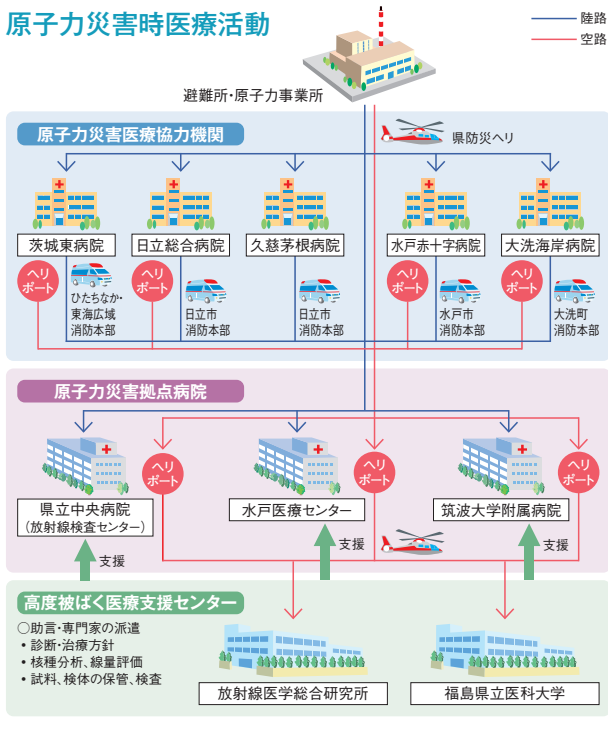 原子力災害時医療活動
陸路
空路
避難所・原子力事業所
原子力災害医療協力機関
県防災ヘリ
茨城東病院
日立総合病院
久慈茅根病院
水戸赤十字病院
大洗海岸病院
ヘリ
ポート
ひたちなか・
東海広域
消防本部
ヘリ
ポート
日立市
消防本部
日立市
消防本部
ヘリ
ポート
水戸市
消防本部
ヘリ
ポート
大洗町
消防本部
原子力災害拠点病院
ヘリ
ポート
ヘリ
ポート
ヘリ
ポート
県立中央病院
（放射線検査センター）
水戸医療センター
筑波大学附属病院
支援
支援
支援
高度被ばく医療支援センター
○助言・専門家の派遣
・診断・治療方針
・核種分析、線量評価
・試料、検体の保管、検査
放射線医学総合研究所
福島県立医科大学